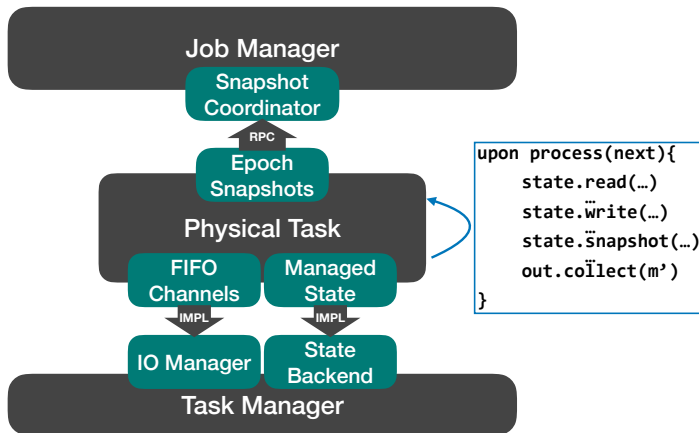 Job Manager
Snapshot
Coordinator
RPC
Epoch
Snapshots
Physical Task
FIFO
Channels
Managed
State
IMPL
IMPL
IO Manager
State
Backend
Task Manager
upon process(next){
state.read(…)
…
state.write(…)
…
state.snapshot(…)
…
out.collect(m’)
}